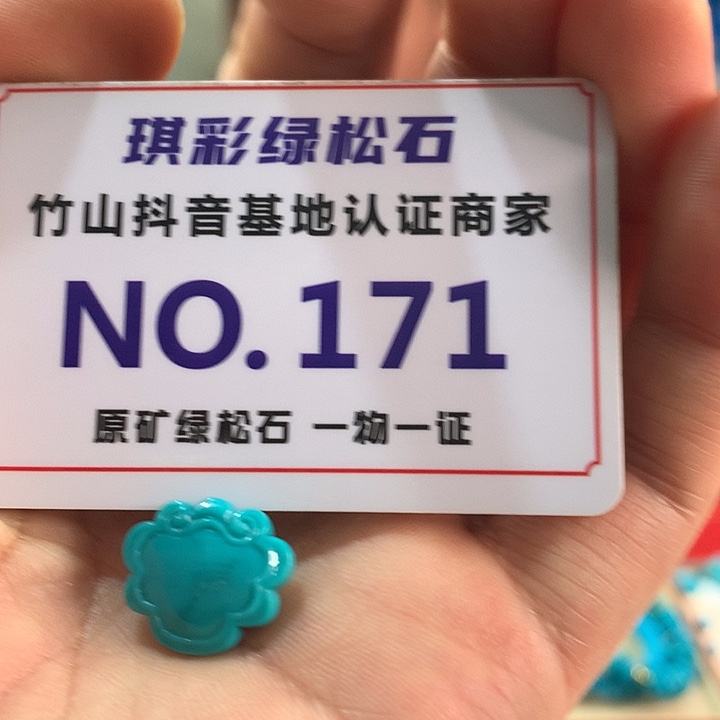 琪彩绿松石
竹山抖音基地认证商家
NO.171
原矿绿松石 一物一证